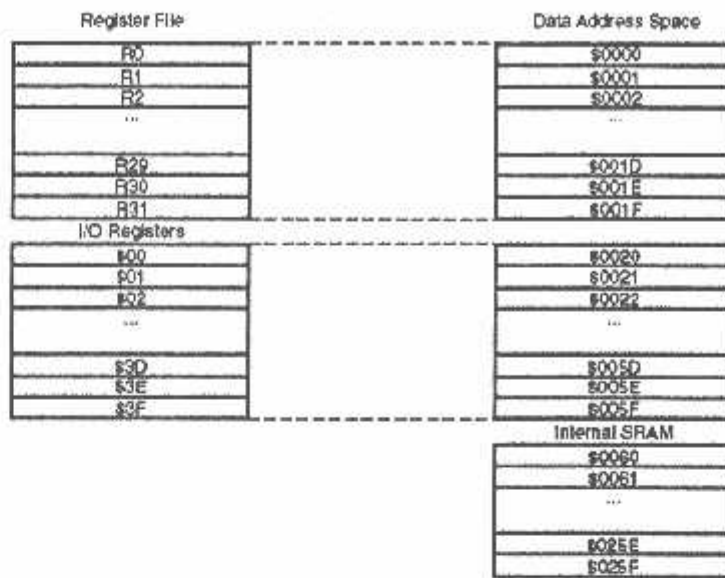 Register File
R0
R1
R2
...
R29
R30
R31
I/O Registers
$00
$01
$02
...
$3D
$3E
$3F
Data Address Space
$0000
$0001
$0002
...
$001D
$001E
$001F
$0020
$0021
$0022
...
$005D
$005E
$005F
Internal SRAM
$0060
$0061
...
$025E
$025F